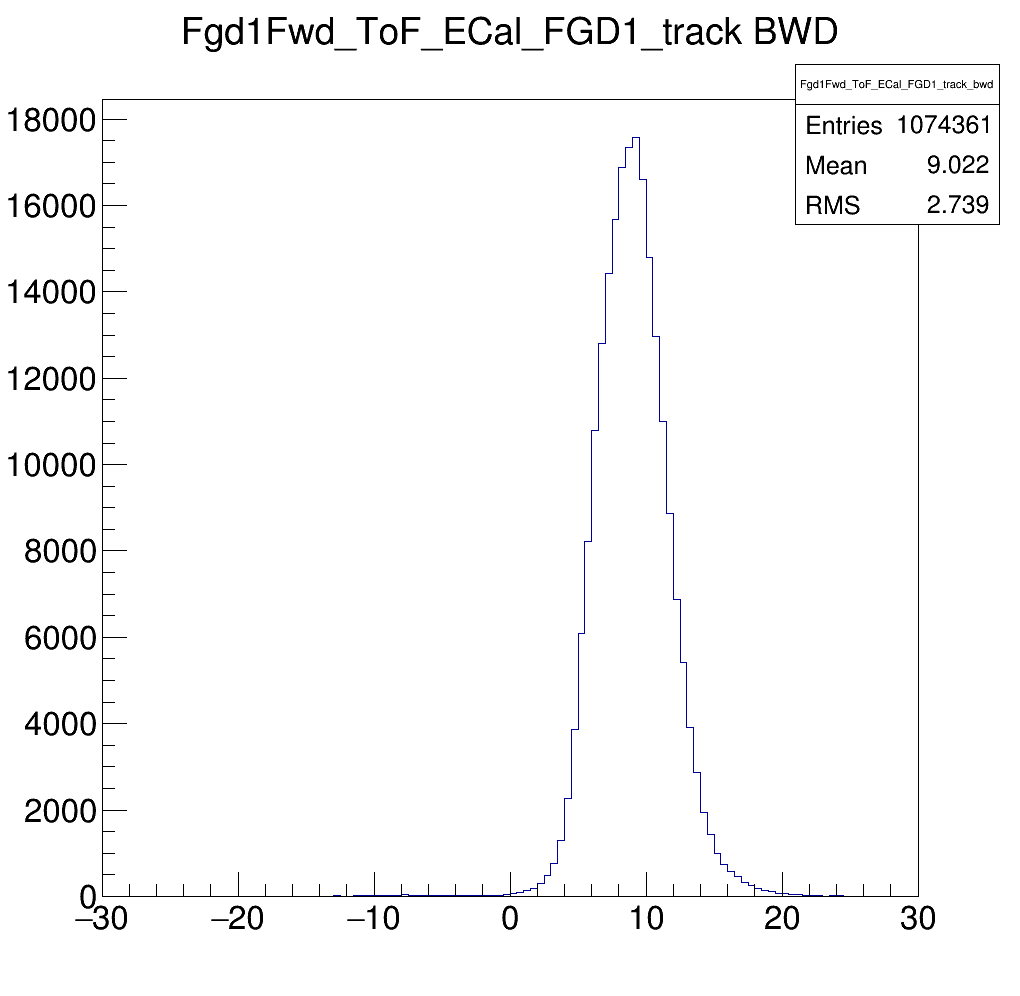 Fgd1Fwd_ToF_ECal_FGD1_track BWD
Fgd1Fwd_ToF_ECal_FGD1_track_bwd
Entries 1074361
Mean 9.022
RMS 2.739
18000
16000
14000
12000
10000
8000
6000
4000
2000
0
−30 −20 −10 0 10 20 30